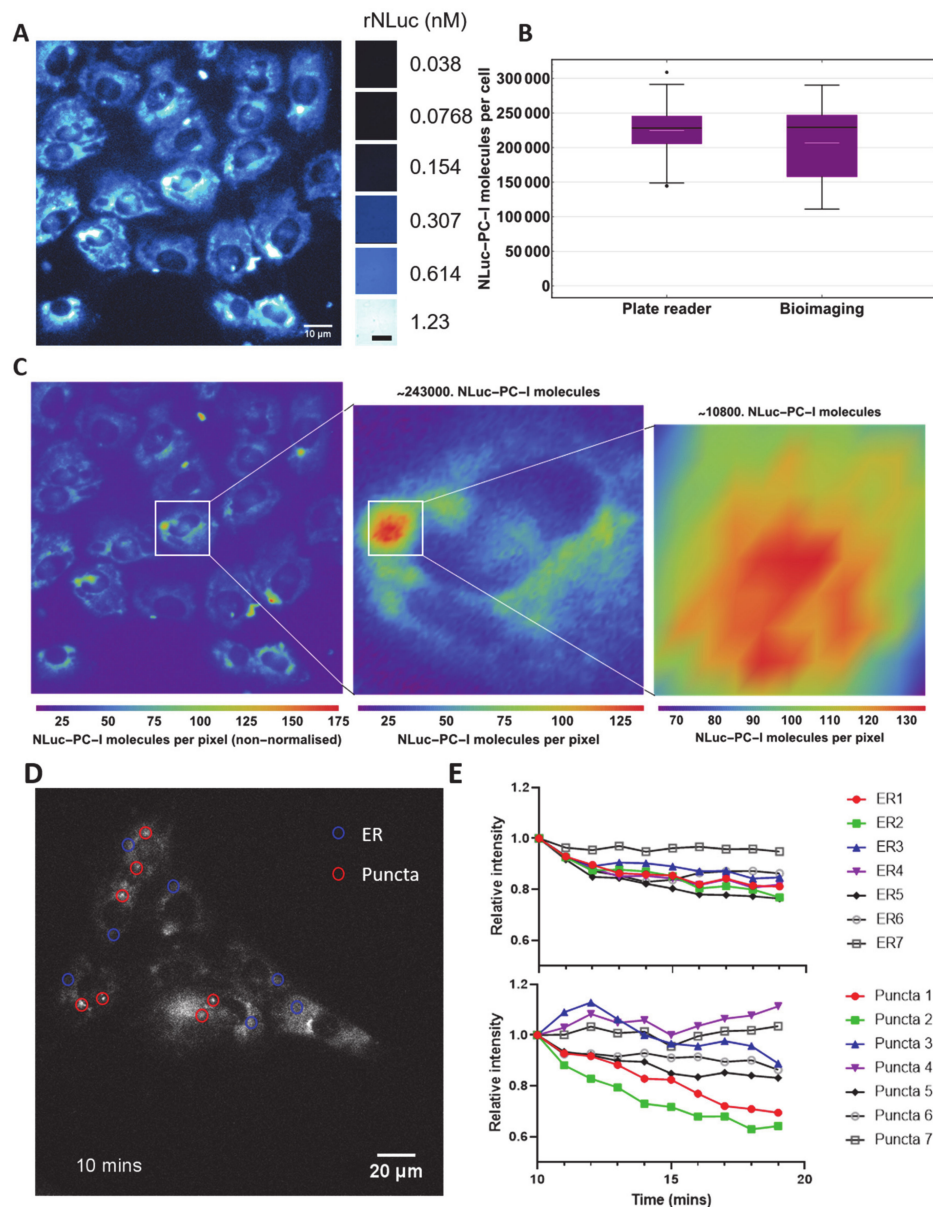 A
rNLuc (nM)
0.038
0.0768
0.154
0.307
0.614
1.23
10 µm
B
NLuc–PC–I molecules per cell
300 000
250 000
200 000
150 000
100 000
50 000
0
Plate reader
Bioimaging
C
~243000. NLuc–PC–I molecules
~10800. NLuc–PC–I molecules
25 50 75 100 125 150 175
NLuc–PC–I molecules per pixel (non–normalised)
25 50 75 100 125
NLuc–PC–I molecules per pixel
70 80 90 100 110 120 130
NLuc–PC–I molecules per pixel
D
ER
Puncta
10 mins
20 µm
E
Relative intensity
1.2
1.0
0.8
0.6
ER1
ER2
ER3
ER4
ER5
ER6
ER7
Relative intensity
1.2
1.0
0.8
0.6
10 15 20
Time (mins)
Puncta 1
Puncta 2
Puncta 3
Puncta 4
Puncta 5
Puncta 6
Puncta 7